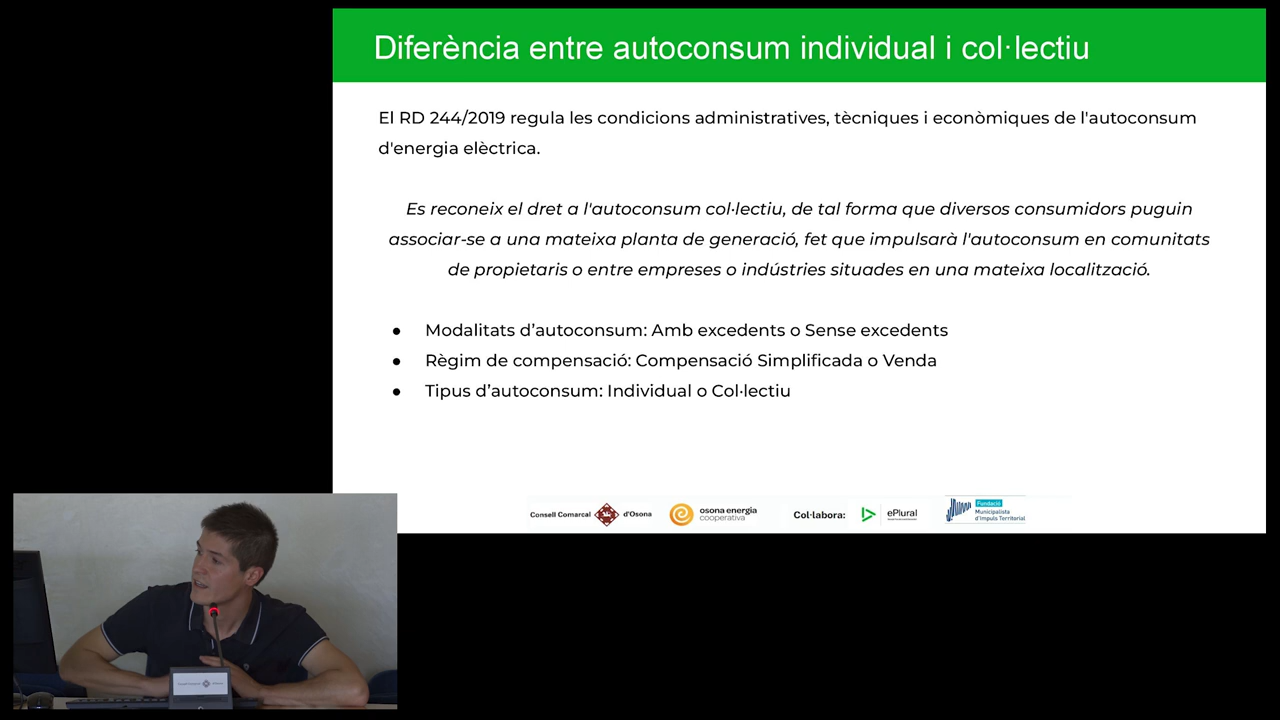 Diferència entre autoconsum individual i col·lectiu
El RD 244/2019 regula les condicions administratives, tècniques i econòmiques de l'autoconsum
d'energia elèctrica.
Es reconeix el dret a l'autoconsum col·lectiu, de tal forma que diversos consumidors puguin
associar-se a una mateixa planta de generació, fet que impulsarà l'autoconsum en comunitats
de propietaris o entre empreses o indústries situades en una mateixa localització.
● Modalitats d’autoconsum: Amb excedents o Sense excedents
● Règim de compensació: Compensació Simplificada o Venda
● Tipus d’autoconsum: Individual o Col·lectiu
Consell Comarcal d'Osona
osona energia
cooperativa
Col·labora:
ePlural
Fundació
Municipalista
d'Impuls Territorial